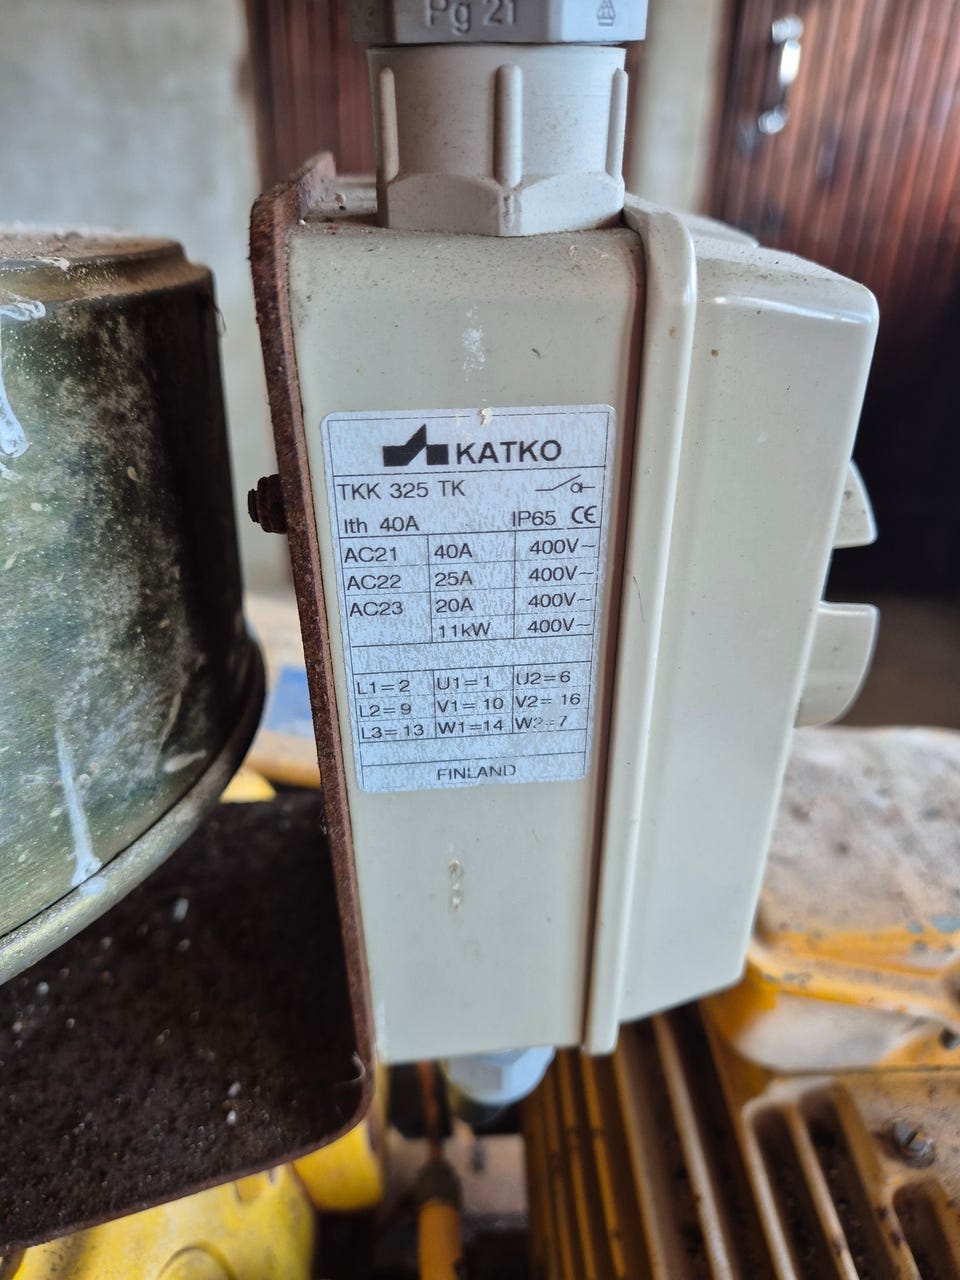 Pg 21
KATKO
TKK 325 TK
Ith 40A IP65 CE
AC21 40A 400V~
AC22 25A 400V~
AC23 20A 400V~
11kW 400V~
L1=2 U1=1 U2=6
L2=9 V1=10 V2=16
L3=13 W1=14 W2=7
FINLAND